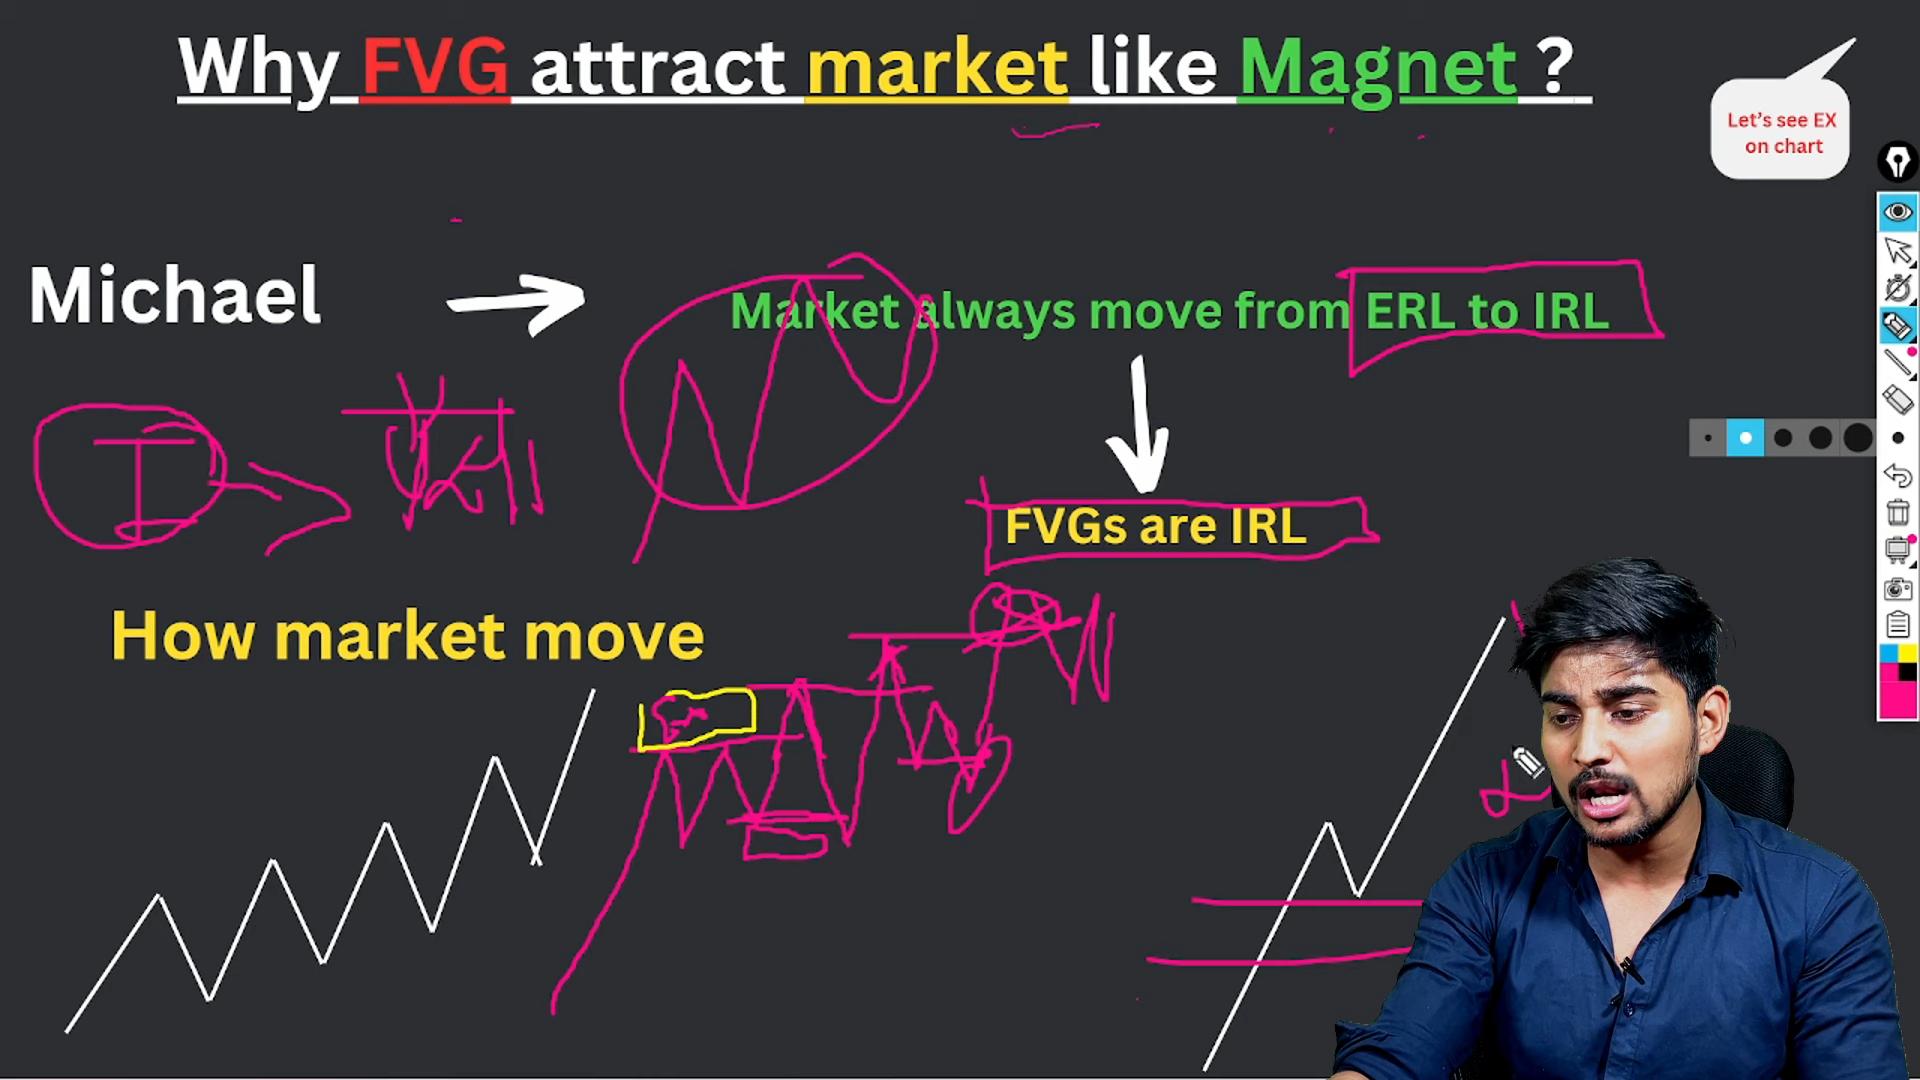 Why FVG attract market like Magnet ?
Let's see EX
on chart
Michael
Market always move from ERL to IRL
FVGs are IRL
How market move